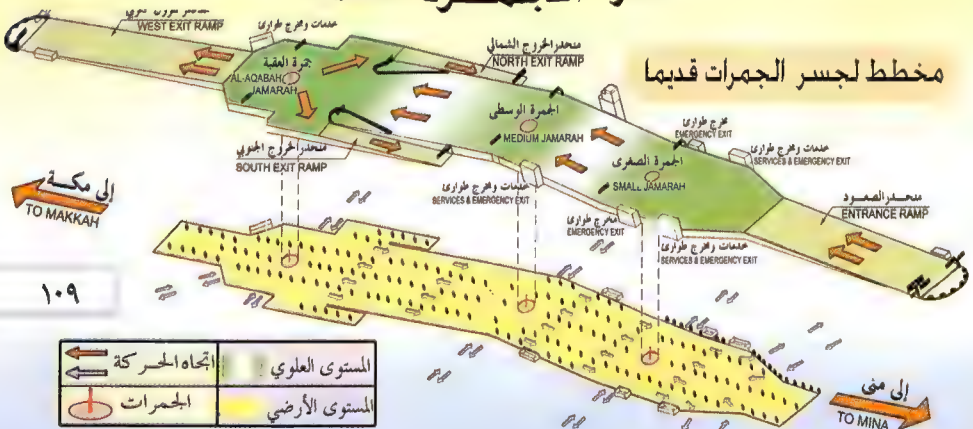 WEST EXIT RAMP
خدمات ومخرج طوارئ
جمرة العقبة
AL-AQABAH
JAMARAH
منحدر الخروج الشمالي
NORTH EXIT RAMP
مخطط لجسر الجمرات قديما
الجمرة الوسطى
MEDIUM JAMARAH
مخرج طوارئ
EMERGENCY EXIT
خدمات ومخرج طوارئ
SERVICES & EMERGENCY EXIT
منحدر الخروج الجنوبي
SOUTH EXIT RAMP
الجمرة الصغرى
SMALL JAMARAH
إلى مكة
TO MAKKAH
خدمات ومخرج طوارئ
SERVICES & EMERGENCY EXIT
منحدر الصعود
ENTRANCE RAMP
مخرج طوارئ
EMERGENCY EXIT
خدمات ومخرج طوارئ
SERVICES & EMERGENCY EXIT
١٠٩
اتجاه الحركة
المستوى العلوي
الجمرات
المستوى الأرضي
إلى منى
TO MINA